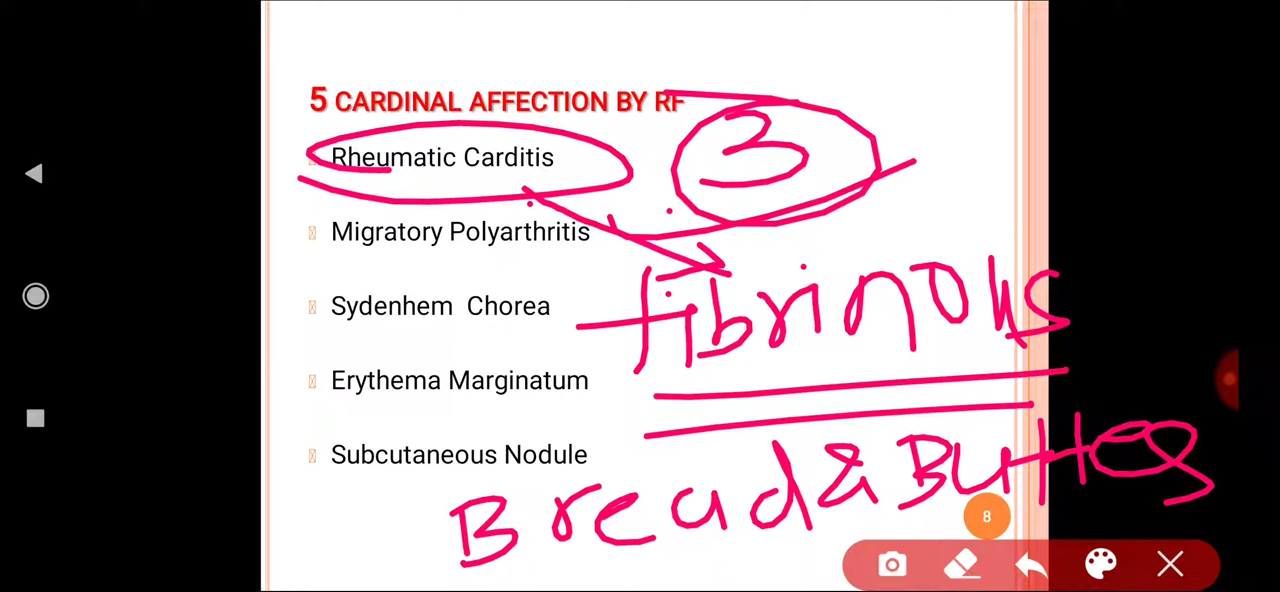 5 CARDINAL AFFECTION BY RF
Rheumatic Carditis
3
Migratory Polyarthritis
Fibrinous
Sydenhem Chorea
Erythema Marginatum
Subcutaneous Nodule
Bread & Butter
8